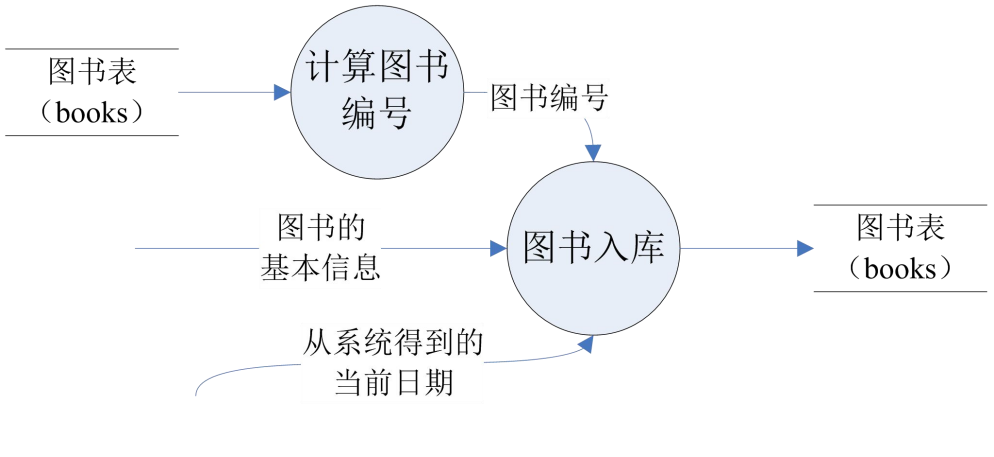 图书表
（books）
计算图书
编号
图书编号
图书的
基本信息
图书入库
图书表
（books）
从系统得到的
当前日期